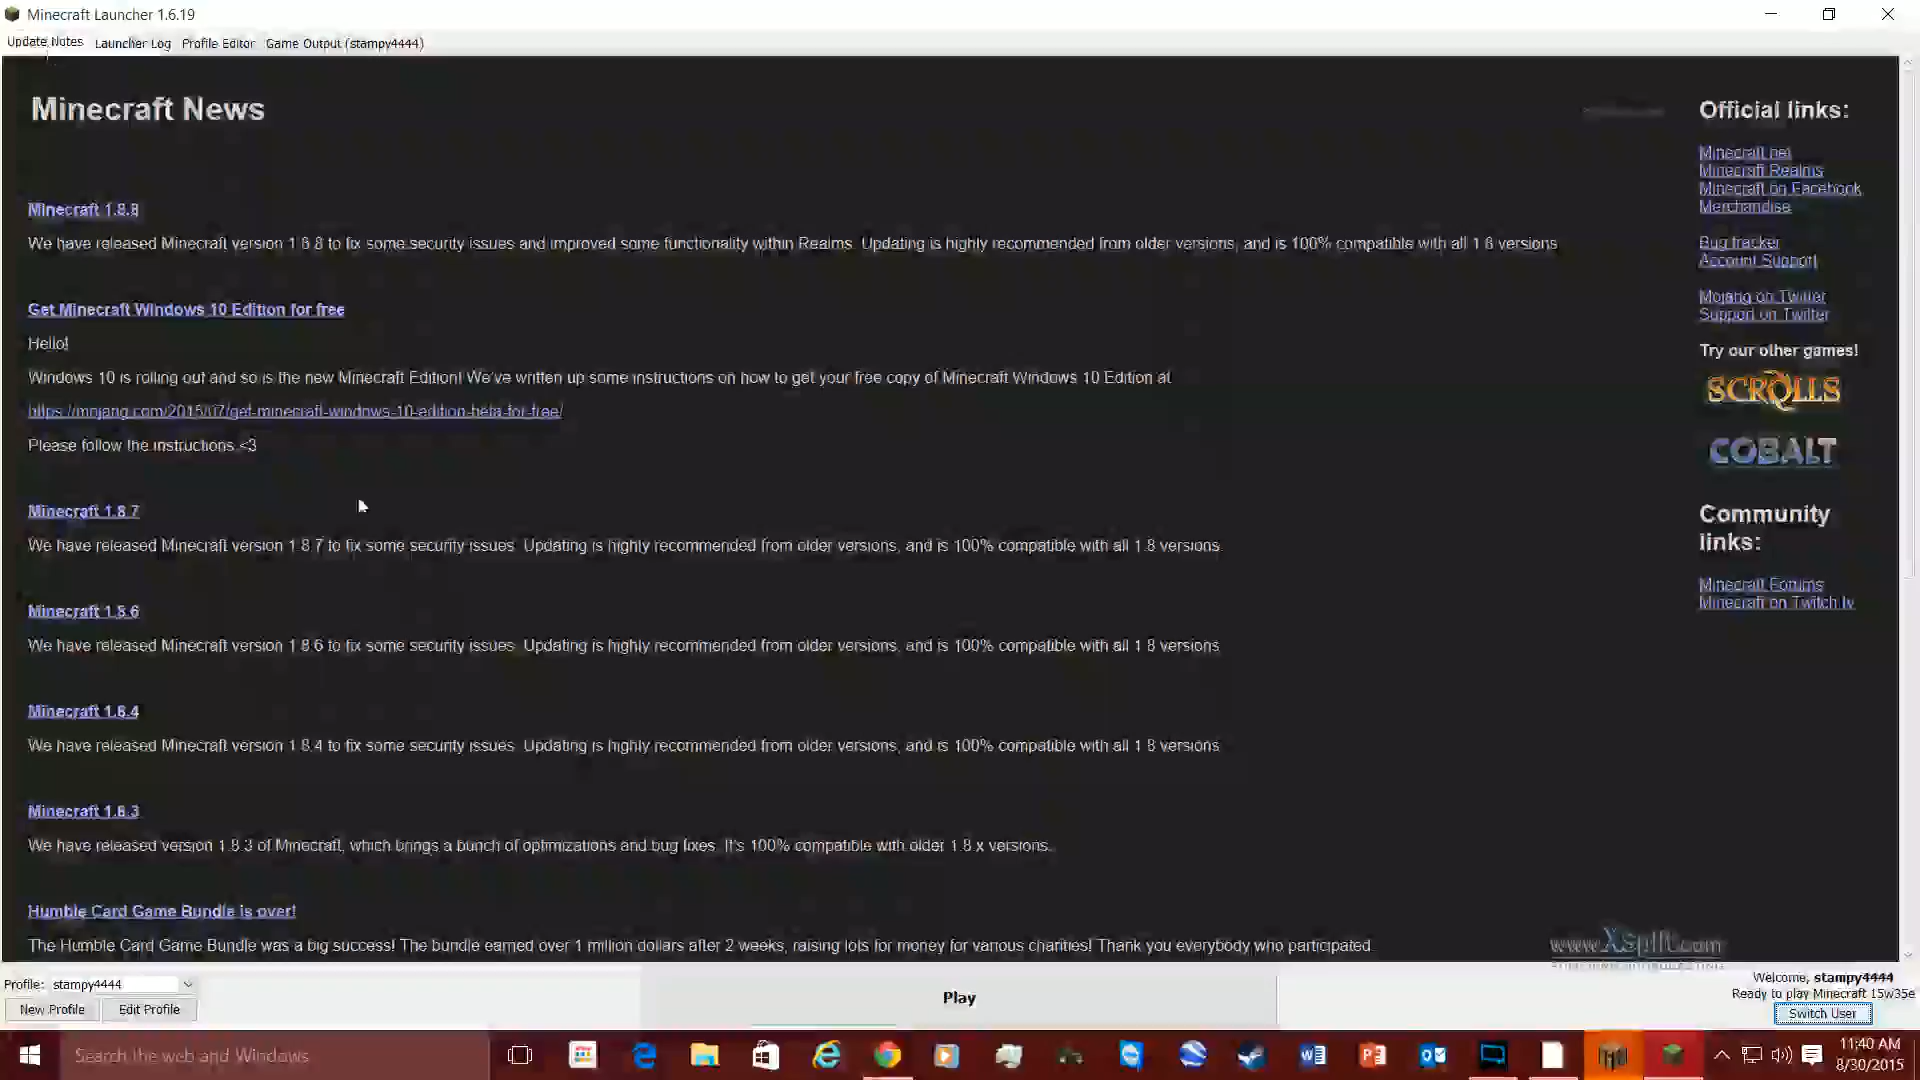 Minecraft Launcher 1.6.19
Update Notes Launcher Log Profile Editor Game Output (stampy4444)
Minecraft News
Minecraft 1.8.8
We have released Minecraft version 1.8.8 to fix some security issues and improved some functionality within Realms. Updating is highly recommended from older versions, and is 100% compatible with all 1.8 versions.
Get Minecraft Windows 10 Edition for free
Hello!
Windows 10 is rolling out and so is the new Minecraft Edition! We've written up some instructions on how to get your free copy of Minecraft Windows 10 Edition at
https://mojang.com/2015/07/get-minecraft-windows-10-edition-beta-for-free/
Please follow the instructions <3
Minecraft 1.8.7
We have released Minecraft version 1.8.7 to fix some security issues. Updating is highly recommended from older versions, and is 100% compatible with all 1.8 versions.
Minecraft 1.8.6
We have released Minecraft version 1.8.6 to fix some security issues. Updating is highly recommended from older versions, and is 100% compatible with all 1.8 versions.
Minecraft 1.8.4
We have released Minecraft version 1.8.4 to fix some security issues. Updating is highly recommended from older versions, and is 100% compatible with all 1.8 versions.
Minecraft 1.8.3
We have released version 1.8.3 of Minecraft, which brings a bunch of optimizations and bug fixes. It's 100% compatible with older 1.8.x versions.
Humble Card Game Bundle is over!
The Humble Card Game Bundle was a big success! The bundle earned over 1 million dollars after 2 weeks, raising lots for money for various charities! Thank you everybody who participated
Official links:
Minecraft.net
Minecraft Realms
Minecraft on Facebook
Merchandise
Bug tracker
Account Support
Mojang on Twitter
Support on Twitter
Try our other games!
SCROLLS
COBALT
Community
links:
Minecraft Forums
Minecraft on Twitch.tv
www.XSplit.com
Profile: stampy4444
New Profile Edit Profile
Play
Welcome, stampy4444
Ready to play Minecraft 15w35e
Switch User
Search the web and Windows
11:40 AM
8/30/2015